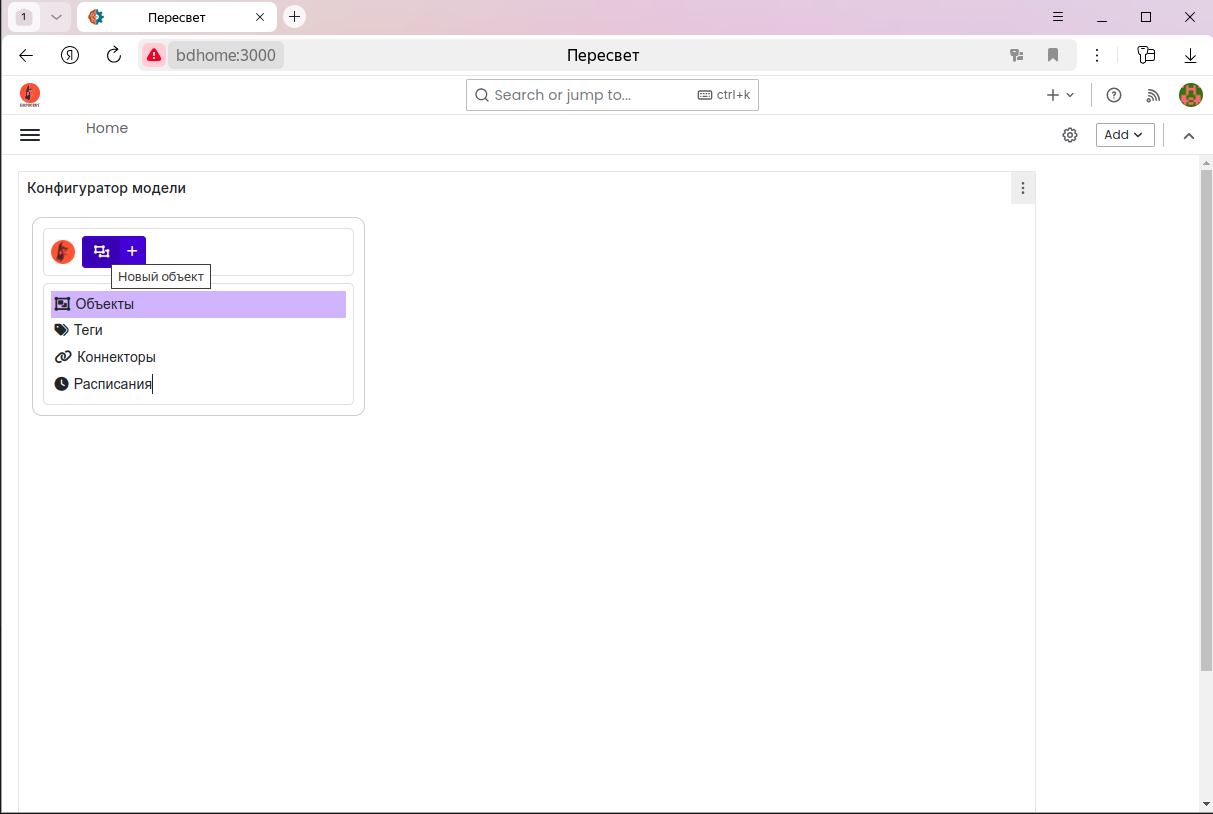 1
Пересвет
bdhome:3000
Пересвет
Search or jump to...
ctrl+k
Home
Add
Конфигуратор модели
Новый объект
Объекты
Теги
Коннекторы
Расписания